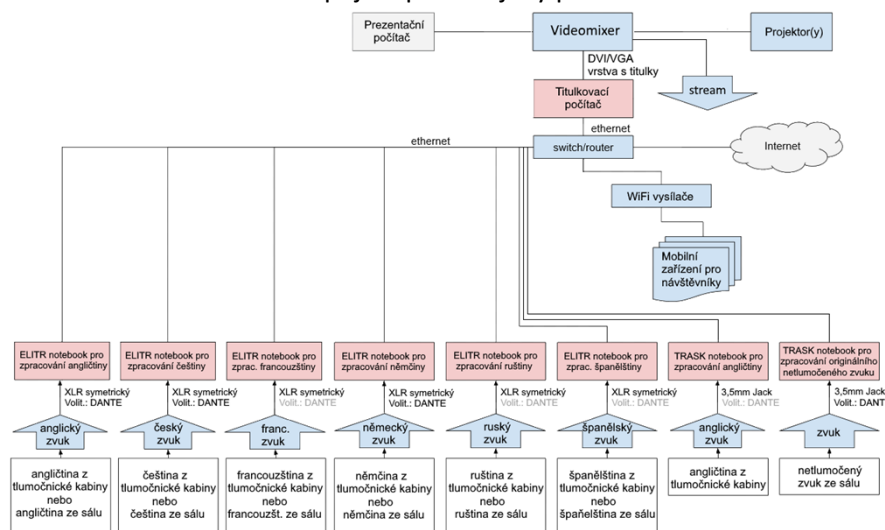 Prezentační
počítač
Videomixer
Projektor(y)
DVI/VGA
vrstva s titulky
stream
Titulkovací
počítač
ethernet
ethernet
switch/router
Internet
WiFi vysílače
Mobilní
zařízení pro
návštěvníky
ELITR notebook pro
zpracování angličtiny
ELITR notebook pro
zpracování češtiny
ELITR notebook pro
zprac. francouzštiny
ELITR notebook pro
zpracování němčiny
ELITR notebook pro
zpracování ruštiny
ELITR notebook pro
zprac. španělštiny
TRASK notebook pro
zpracování angličtiny
TRASK notebook pro
zpracování originálního
netlumočeného zvuku
XLR symetrický
Volit.: DANTE
XLR symetrický
Volit.: DANTE
XLR symetrický
Volit.: DANTE
XLR symetrický
Volit.: DANTE
XLR symetrický
Volit.: DANTE
XLR symetrický
Volit.: DANTE
3,5mm Jack
Volit.: DANTE
3,5mm Jack
Volit.: DANT
anglický
zvuk
český
zvuk
franc.
zvuk
německý
zvuk
ruský
zvuk
španělský
zvuk
anglický
zvuk
zvuk
angličtina z
tlumočnické kabiny
nebo
angličtina ze sálu
čeština z
tlumočnické kabiny
nebo
čeština ze sálu
francouzština z
tlumočnické kabiny
nebo
francouzšt. ze sálu
němčina z
tlumočnické kabiny
nebo
němčina ze sálu
ruština z
tlumočnické kabiny
nebo
ruština ze sálu
španělština z
tlumočnické kabiny
nebo
španělština ze sálu
angličtina z
tlumočnické kabiny
netlumočený
zvuk ze sálu